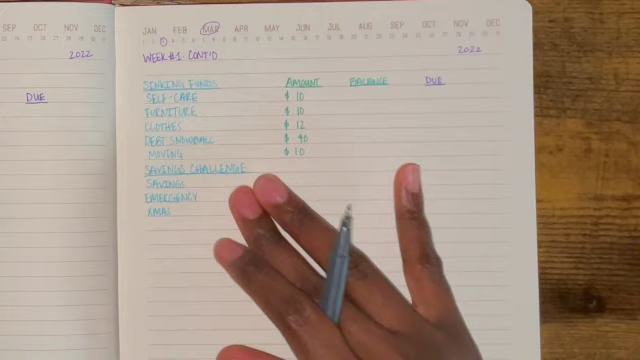 SEP OCT NOV DEC
2022
DUE
JAN FEB MAR APR MAY JUN JUL AUG SEP OCT NOV DEC
WEEK #1 CONT'D 2022
SINKING FUNDS AMOUNT BALANCE DUE
SELF-CARE $ 10
FURNITURE $ 10
CLOTHES $ 12
DEBT SNOWBALL $ 40
MOVING $ 10
SAVINGS CHALLENGE
SAVINGS
EMERGENCY
XMAS